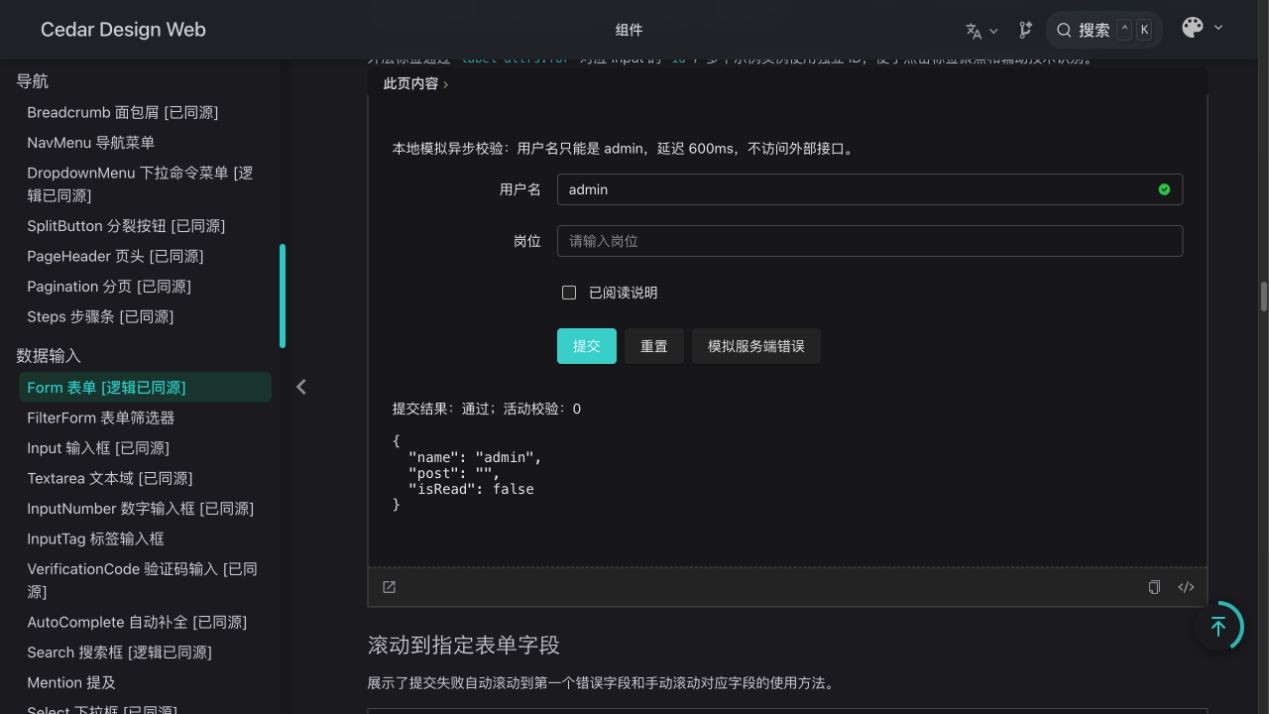 Cedar Design Web
组件
搜索 ^ K
导航
Breadcrumb 面包屑 [已同源]
NavMenu 导航菜单
DropdownMenu 下拉命令菜单 [逻
辑已同源]
SplitButton 分裂按钮 [已同源]
PageHeader 页头 [已同源]
Pagination 分页 [已同源]
Steps 步骤条 [已同源]
数据输入
Form 表单 [逻辑已同源]
FilterForm 表单筛选器
Input 输入框 [已同源]
Textarea 文本域 [已同源]
InputNumber 数字输入框 [已同源]
InputTag 标签输入框
VerificationCode 验证码输入 [已同
源]
AutoComplete 自动补全 [已同源]
Search 搜索框 [逻辑已同源]
Mention 提及
Select 下拉框 [已同源]
此页内容 ›
本地模拟异步校验：用户名只能是 admin，延迟 600ms，不访问外部接口。
用户名 admin
岗位 请输入岗位
已阅读说明
提交 重置 模拟服务端错误
提交结果：通过；活动校验：0
{
"name": "admin",
"post": "",
"isRead": false
}
滚动到指定表单字段
展示了提交失败自动滚动到第一个错误字段和手动滚动对应字段的使用方法。